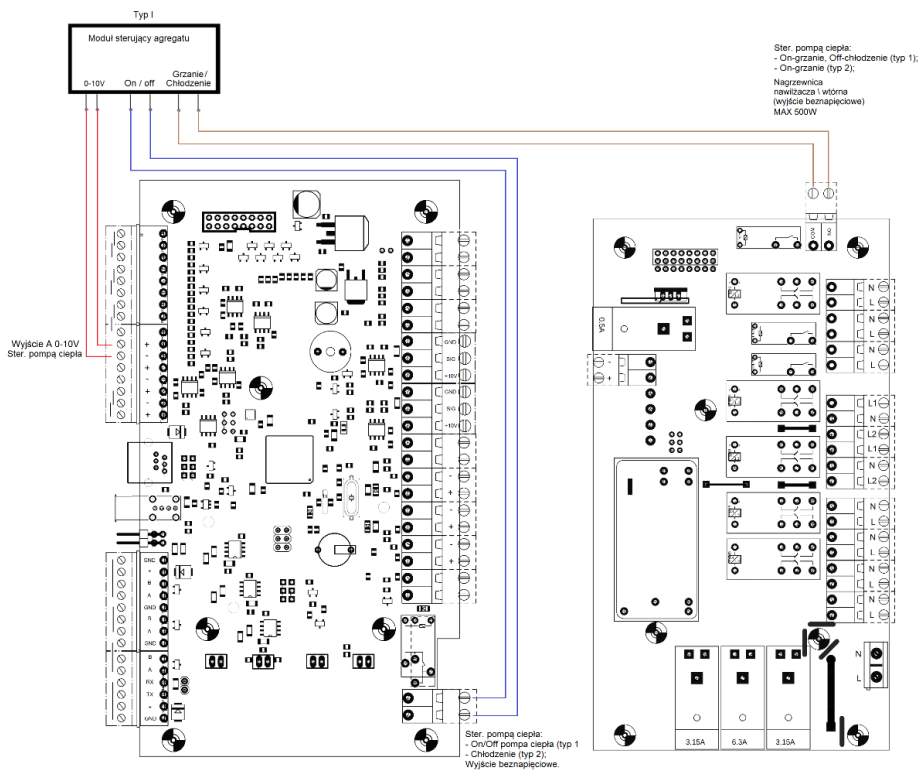 Typ I
Moduł sterujący agregatu
0-10V
On / off
Grzanie /
Chłodzenie
Ster. pompą ciepła:
- On-grzanie, Off-chłodzenie (typ 1);
- On-grzanie (typ 2);
Nagrzewnica
nawilżacza \ wtórna
(wyjście beznapięciowe)
MAX 500W
Wyjście A 0-10V
Ster. pompą ciepła
+
-
+
-
+
-
+
GND
SIG
+10V
GND
SIG
+10V
-
+
-
+
-
+
GND
+
B
A
GND
B
A
GND
B
A
RX
TX
+
GND
COM
NO
0.5A
-
+
N
L
N
L
N
L
L1
N
L2
L1
N
L2
N
L
N
L
N
L
N
L
N
L
3.15A
6.3A
3.15A
Ster. pompą ciepła:
- On/Off pompa ciepła (typ 1
- Chłodzenie (typ 2);
Wyjście beznapięciowe.